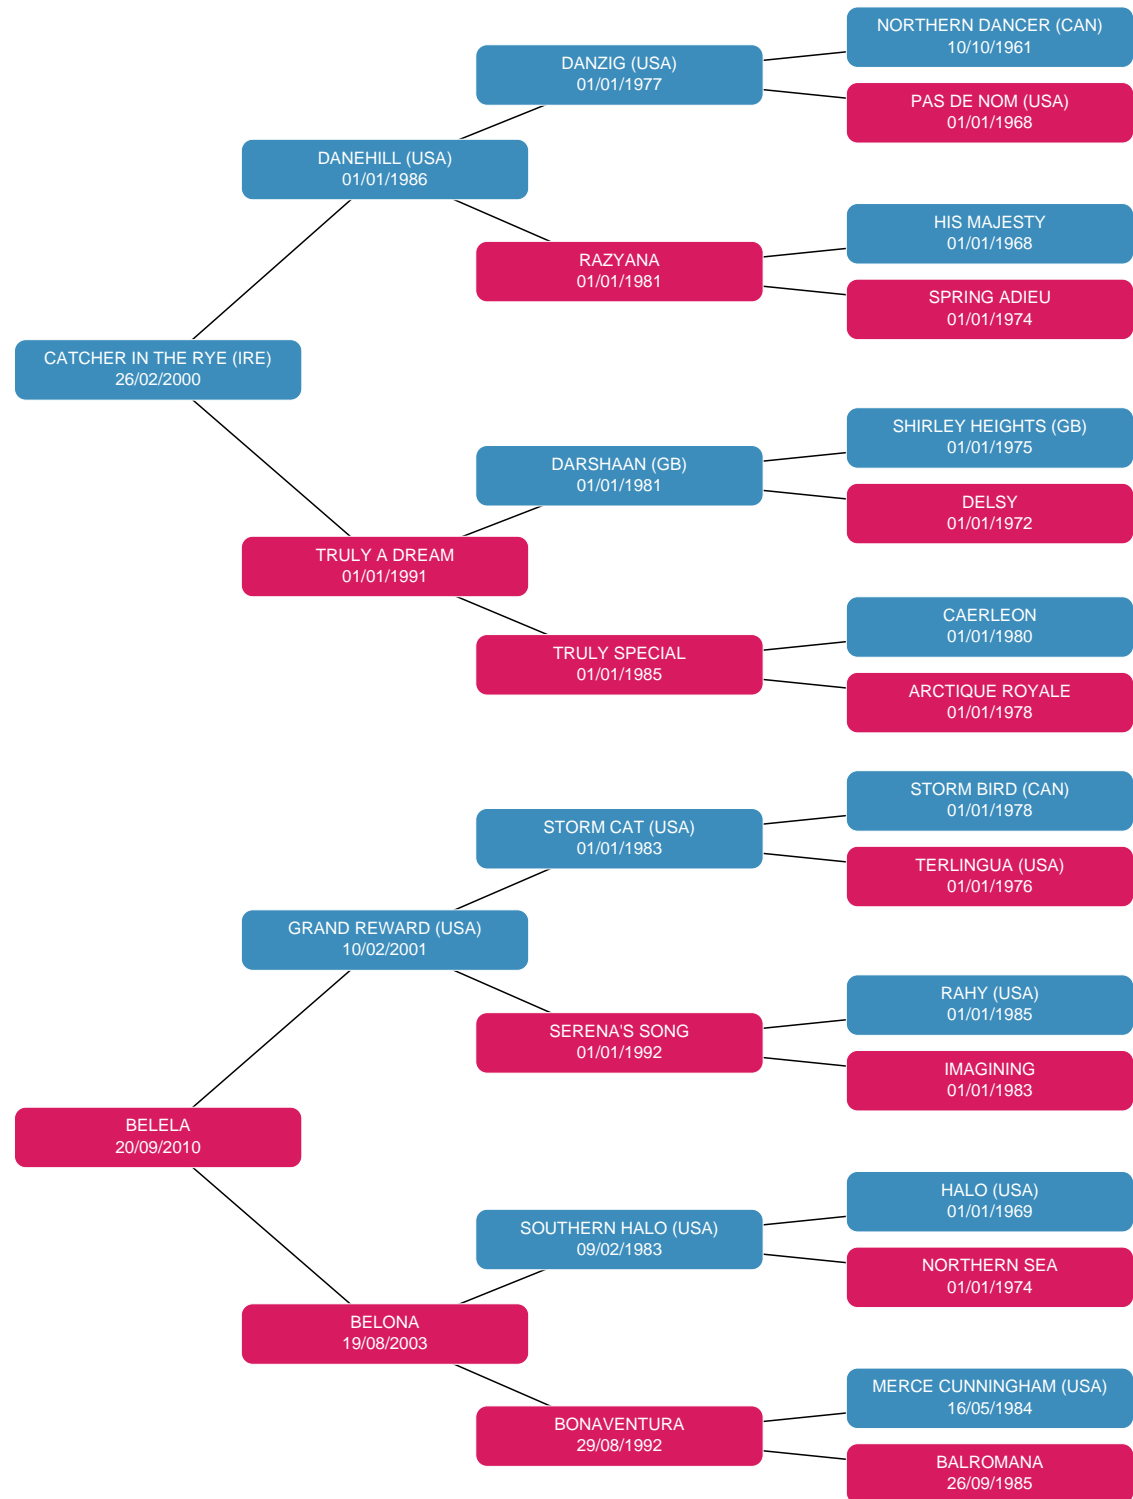 NORTHERN DANCER (CAN)
10/10/1961
DANZIG (USA)
01/01/1977
PAS DE NOM (USA)
01/01/1968
DANEHILL (USA)
01/01/1986
HIS MAJESTY
01/01/1968
RAZYANA
01/01/1981
SPRING ADIEU
01/01/1974
CATCHER IN THE RYE (IRE)
26/02/2000
SHIRLEY HEIGHTS (GB)
01/01/1975
DARSHAAN (GB)
01/01/1981
DELSY
01/01/1972
TRULY A DREAM
01/01/1991
CAERLEON
01/01/1980
TRULY SPECIAL
01/01/1985
ARCTIQUE ROYALE
01/01/1978
STORM BIRD (CAN)
01/01/1978
STORM CAT (USA)
01/01/1983
TERLINGUA (USA)
01/01/1976
GRAND REWARD (USA)
10/02/2001
RAHY (USA)
01/01/1985
SERENA'S SONG
01/01/1992
IMAGINING
01/01/1983
BELELA
20/09/2010
HALO (USA)
01/01/1969
SOUTHERN HALO (USA)
09/02/1983
NORTHERN SEA
01/01/1974
BELONA
19/08/2003
MERCE CUNNINGHAM (USA)
16/05/1984
BONAVENTURA
29/08/1992
BALROMANA
26/09/1985